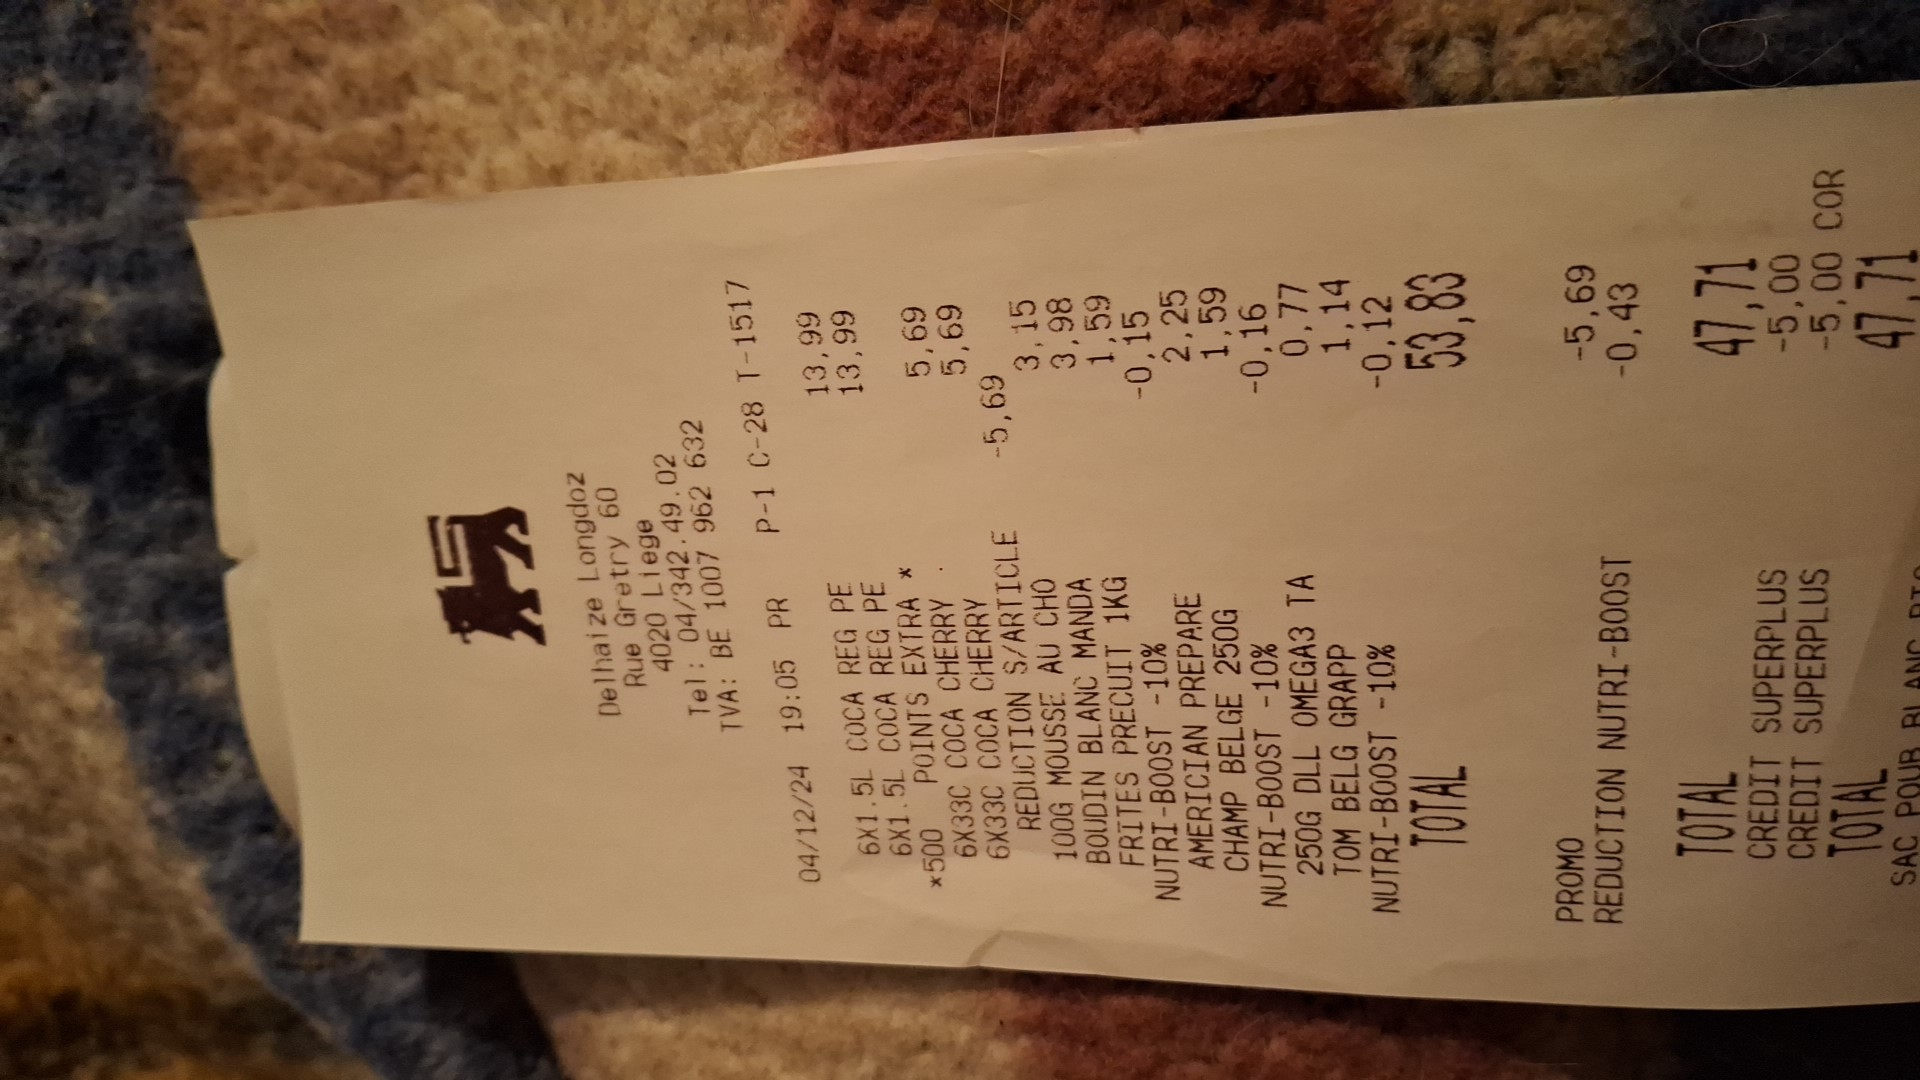 Delhaize Longdoz
Rue Gretry 60
4020 Liege
Tel: 04/342.49.02
TVA: BE 1007 962 632
04/12/24 19:05 PR P-1 C-28 T-1517
6X1.5L COCA REG PE 13,99
6X1.5L COCA REG PE 13,99
*500 POINTS EXTRA *
6X33C COCA CHERRY 5,69
6X33C COCA CHERRY 5,69
REDUCTION S/ARTICLE -5,69
100G MOUSSE AU CHO 3,15
BOUDIN BLANC MANDA 3,98
FRITES PRECUIT 1KG 1,59
NUTRI-BOOST -10% -0,15
AMERICIAN PREPARE 2,25
CHAMP BELGE 250G 1,59
NUTRI-BOOST -10% -0,16
250G DLL OMEGA3 TA 0,77
TOM BELG GRAPP 1,14
NUTRI-BOOST -10% -0,12
TOTAL 53,83
PROMO -5,69
REDUCTION NUTRI-BOOST -0,43
TOTAL 47,71
CREDIT SUPERPLUS -5,00
CREDIT SUPERPLUS -5,00 COR
TOTAL 47,71
SAC POUR BLANC